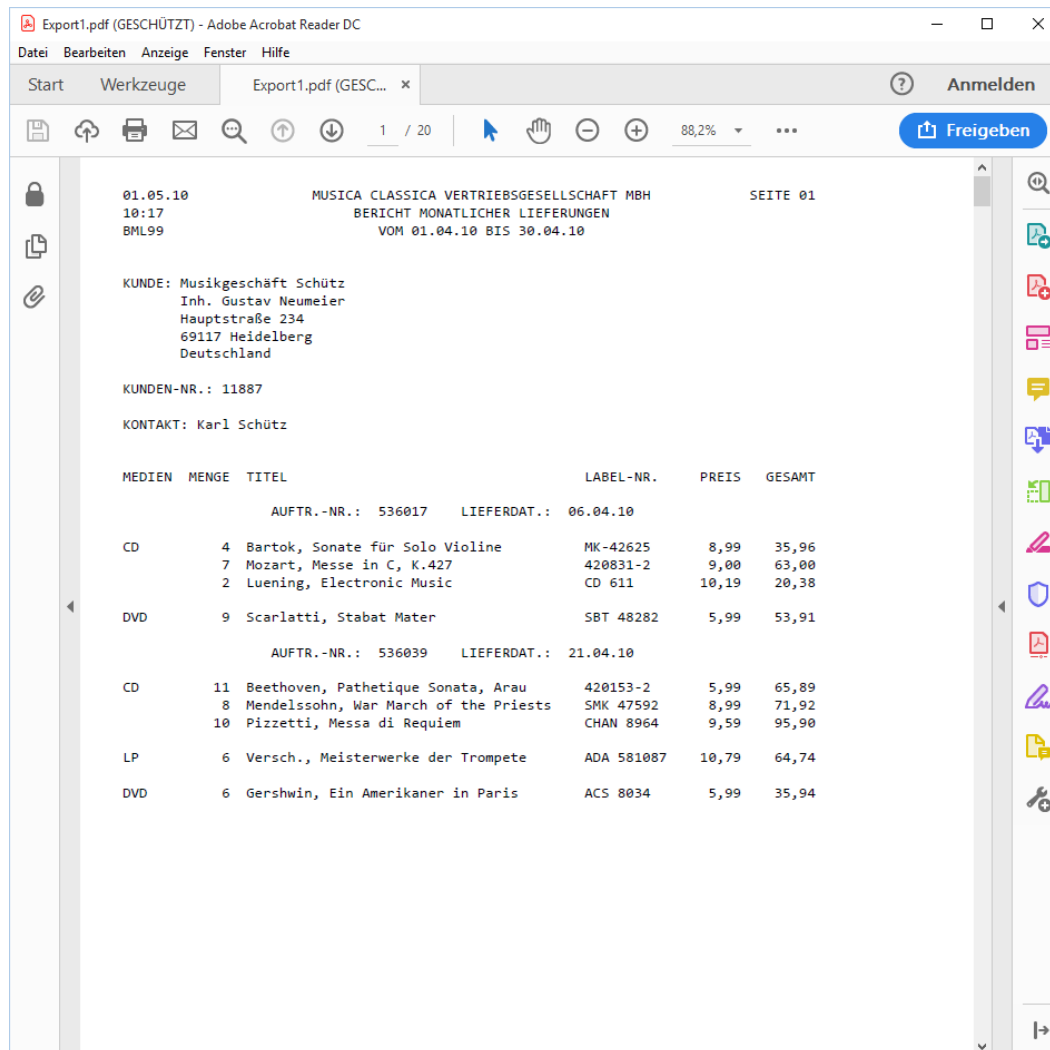 Export1.pdf (GESCHÜTZT) - Adobe Acrobat Reader DC
Datei Bearbeiten Anzeige Fenster Hilfe
Start Werkzeuge Export1.pdf (GESC... × Anmelden
1 / 20 88,2% Freigeben
01.05.10 MUSICA CLASSICA VERTRIEBSGESELLSCHAFT MBH SEITE 01
10:17 BERICHT MONATLICHER LIEFERUNGEN
BML99 VOM 01.04.10 BIS 30.04.10
KUNDE: Musikgeschäft Schütz
Inh. Gustav Neumeier
Hauptstraße 234
69117 Heidelberg
Deutschland
KUNDEN-NR.: 11887
KONTAKT: Karl Schütz
MEDIEN MENGE TITEL LABEL-NR. PREIS GESAMT
AUFTR.-NR.: 536017 LIEFERDAT.: 06.04.10
CD 4 Bartok, Sonate für Solo Violine MK-42625 8,99 35,96
7 Mozart, Messe in C, K.427 420831-2 9,00 63,00
2 Luening, Electronic Music CD 611 10,19 20,38
DVD 9 Scarlatti, Stabat Mater SBT 48282 5,99 53,91
AUFTR.-NR.: 536039 LIEFERDAT.: 21.04.10
CD 11 Beethoven, Pathetique Sonata, Arau 420153-2 5,99 65,89
8 Mendelssohn, War March of the Priests SMK 47592 8,99 71,92
10 Pizzetti, Messa di Requiem CHAN 8964 9,59 95,90
LP 6 Versch., Meisterwerke der Trompete ADA 581087 10,79 64,74
DVD 6 Gershwin, Ein Amerikaner in Paris ACS 8034 5,99 35,94